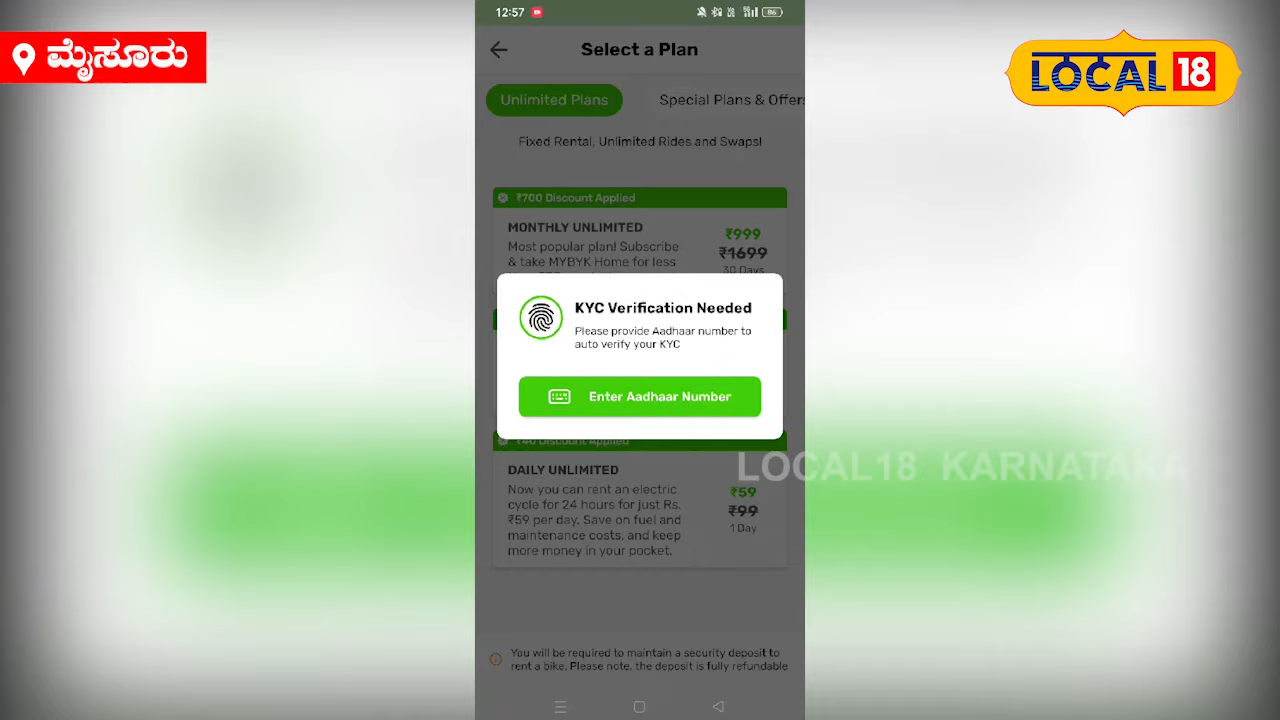 ಮೈಸೂರು
LOCAL 18
12:57
86
Select a Plan
Unlimited Plans
Special Plans & Offers
Fixed Rental, Unlimited Rides and Swaps!
₹700 Discount Applied
MONTHLY UNLIMITED
₹999
Most popular plan! Subscribe
₹1699
& take MYBYK Home for less
30 Days
KYC Verification Needed
Please provide Aadhaar number to
auto verify your KYC
Enter Aadhaar Number
₹40 Discount Applied
LOCAL18 KARNATAKA
DAILY UNLIMITED
Now you can rent an electric
₹59
cycle for 24 hours for just Rs.
₹99
₹59 per day. Save on fuel and
1 Day
maintenance costs, and keep
more money in your pocket.
You will be required to maintain a security deposit to
rent a bike. Please note, the deposit is fully refundable